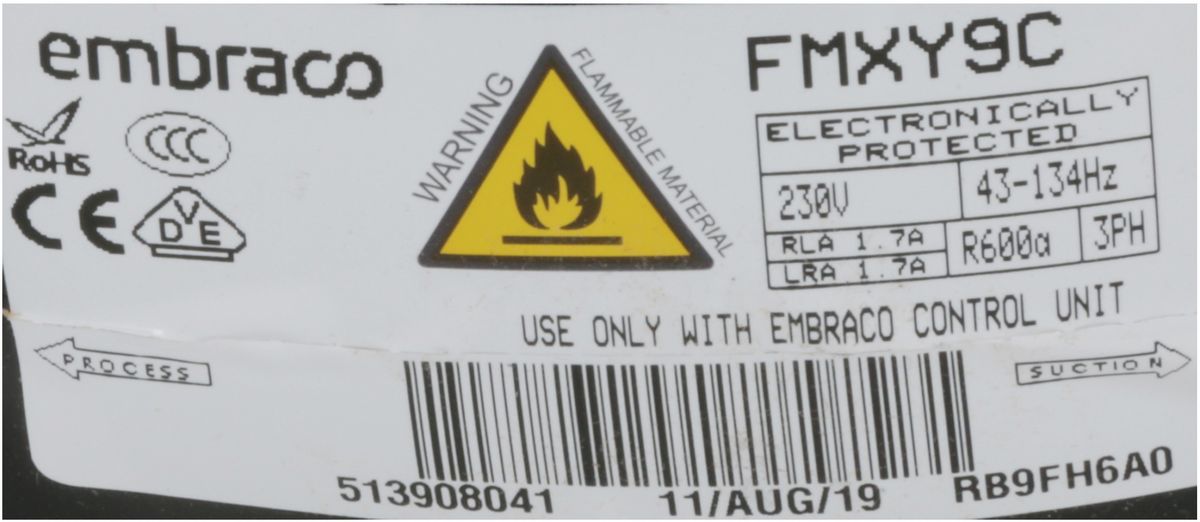 embraco
RoHS
CCC
CE
VDE
WARNING
FLAMMABLE MATERIAL
FMXY9C
ELECTRONICALLY
PROTECTED
230V 43-134Hz
RLA 1.7A
LRA 1.7A
R600a 3PH
USE ONLY WITH EMBRACO CONTROL UNIT
PROCESS
SUCTION
513908041 11/AUG/19 RB9FH6A0